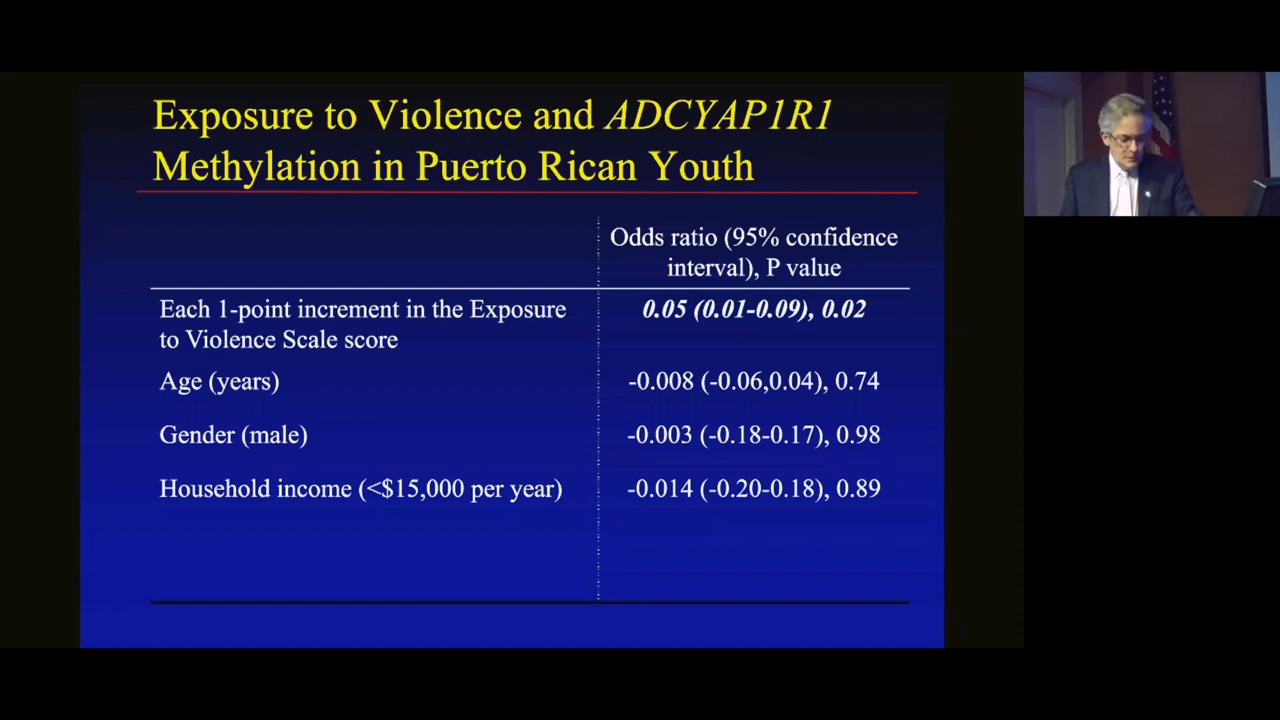 Exposure to Violence and ADCYAP1R1
Methylation in Puerto Rican Youth
Odds ratio (95% confidence
interval), P value
Each 1-point increment in the Exposure
to Violence Scale score
0.05 (0.01-0.09), 0.02
Age (years)
-0.008 (-0.06,0.04), 0.74
Gender (male)
-0.003 (-0.18-0.17), 0.98
Household income (<$15,000 per year)
-0.014 (-0.20-0.18), 0.89